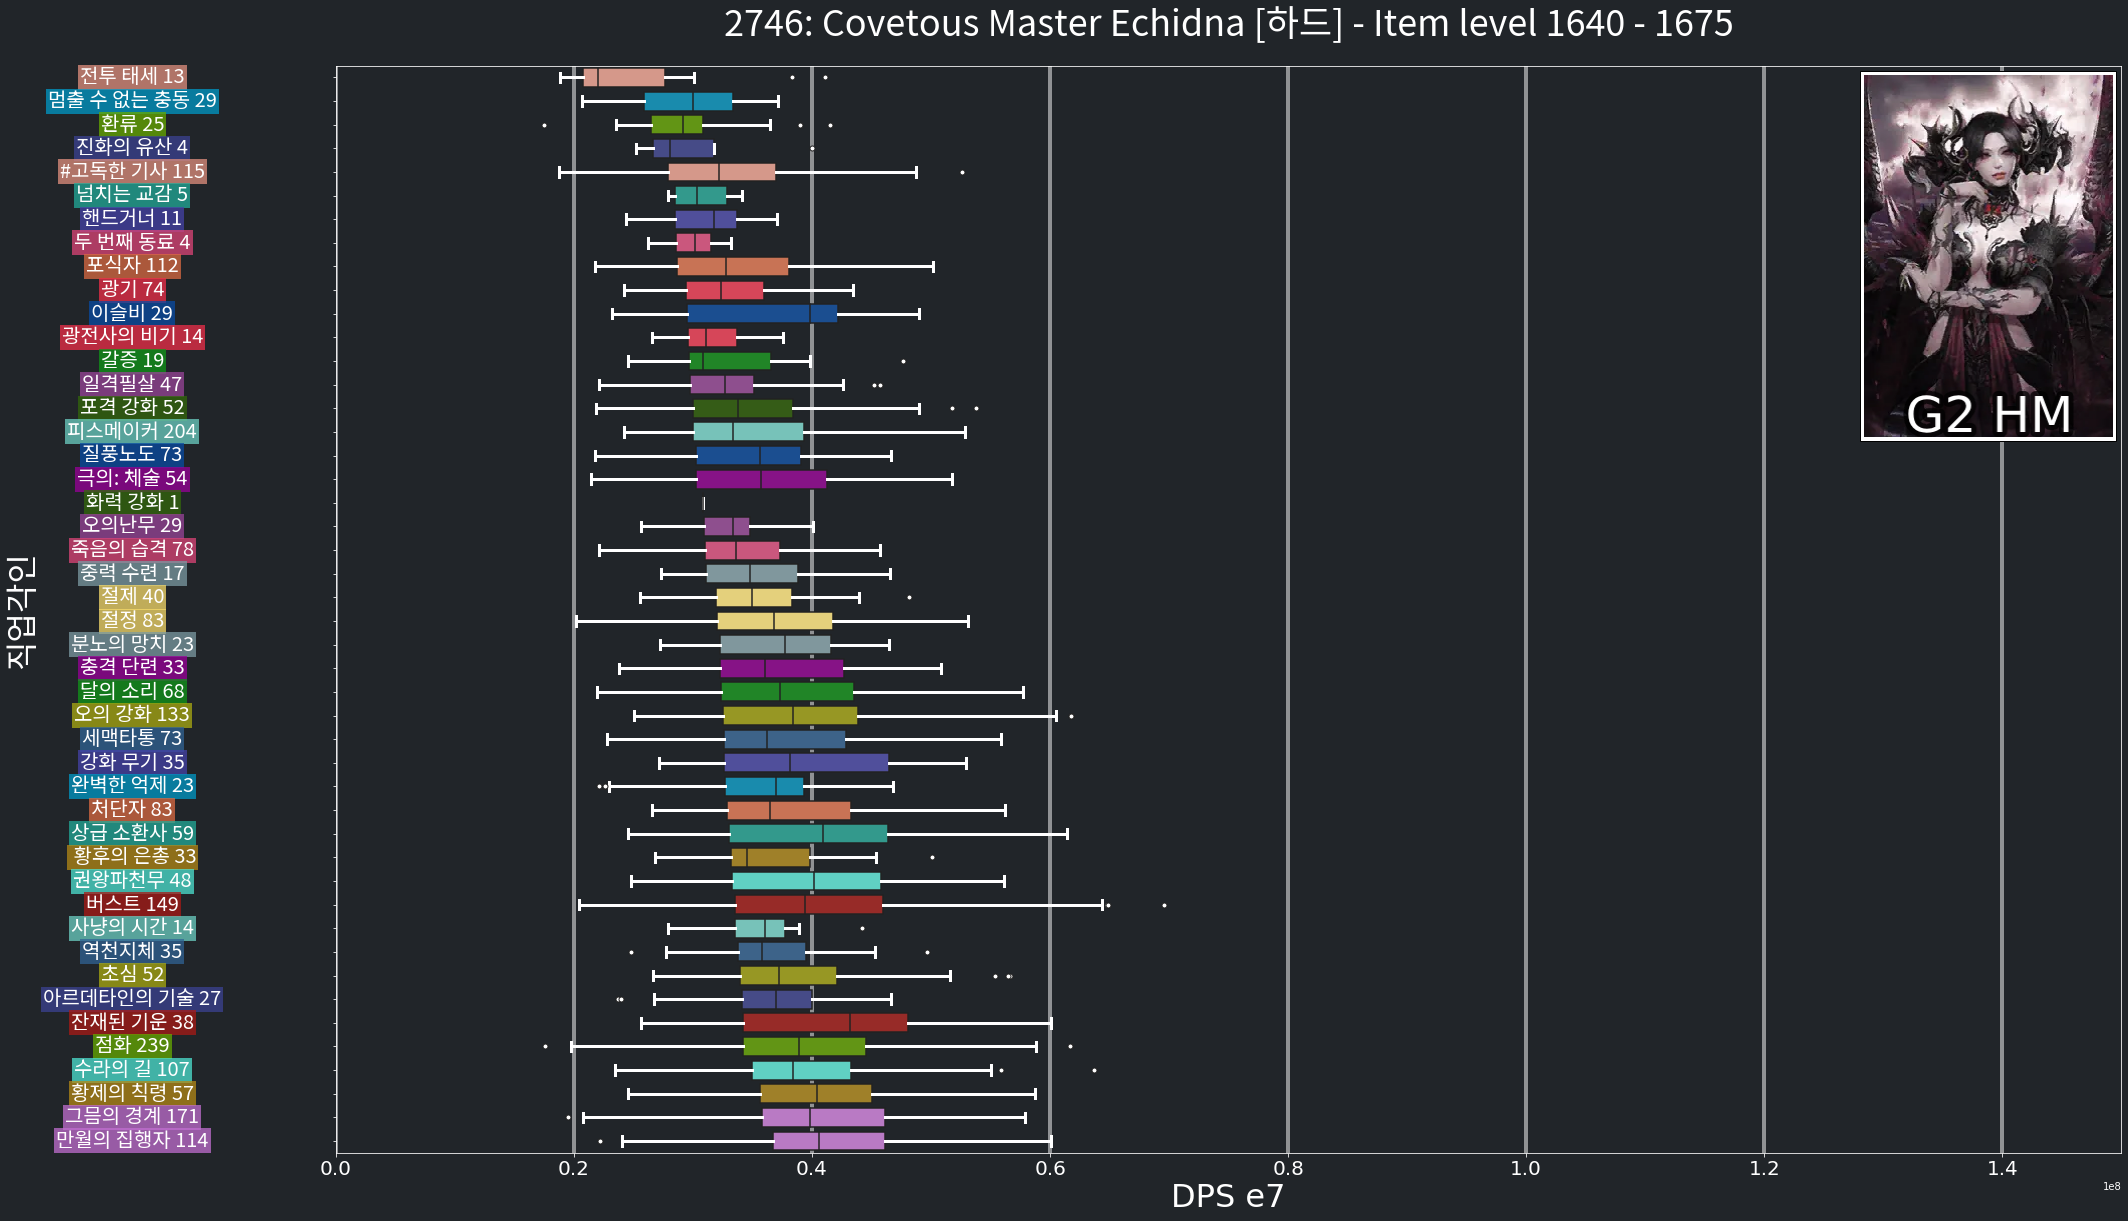 2746: Covetous Master Echidna [하드] - Item level 1640 - 1675
전투 태세 13
멈출 수 없는 충동 29
환류 25
진화의 유산 4
#고독한 기사 115
넘치는 교감 5
핸드거너 11
두 번째 동료 4
포식자 112
광기 74
이슬비 29
광전사의 비기 14
갈증 19
일격필살 47
포격 강화 52
피스메이커 204
질풍노도 73
극의: 체술 54
화력 강화 1
오의난무 29
죽음의 습격 78
중력 수련 17
절제 40
절정 83
분노의 망치 23
충격 단련 33
달의 소리 68
오의 강화 133
세맥타통 73
강화 무기 35
완벽한 억제 23
처단자 83
상급 소환사 59
황후의 은총 33
권왕파천무 48
버스트 149
사냥의 시간 14
역천지체 35
초심 52
아르데타인의 기술 27
잔재된 기운 38
점화 239
수라의 길 107
황제의 칙령 57
그믐의 경계 171
만월의 집행자 114
직업각인
G2 HM
0.0 0.2 0.4 0.6 0.8 1.0 1.2 1.4
1e8
DPS e7